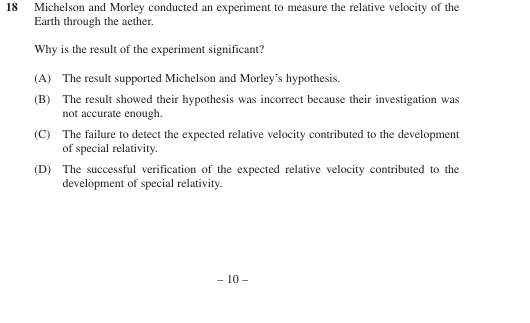 18 Michelson and Morley conducted an experiment to measure the relative velocity of the
Earth through the aether.
Why is the result of the experiment significant?
(A) The result supported Michelson and Morley's hypothesis.
(B) The result showed their hypothesis was incorrect because their investigation was
not accurate enough.
(C) The failure to detect the expected relative velocity contributed to the development
of special relativity.
(D) The successful verification of the expected relative velocity contributed to the
development of special relativity.
– 10 –